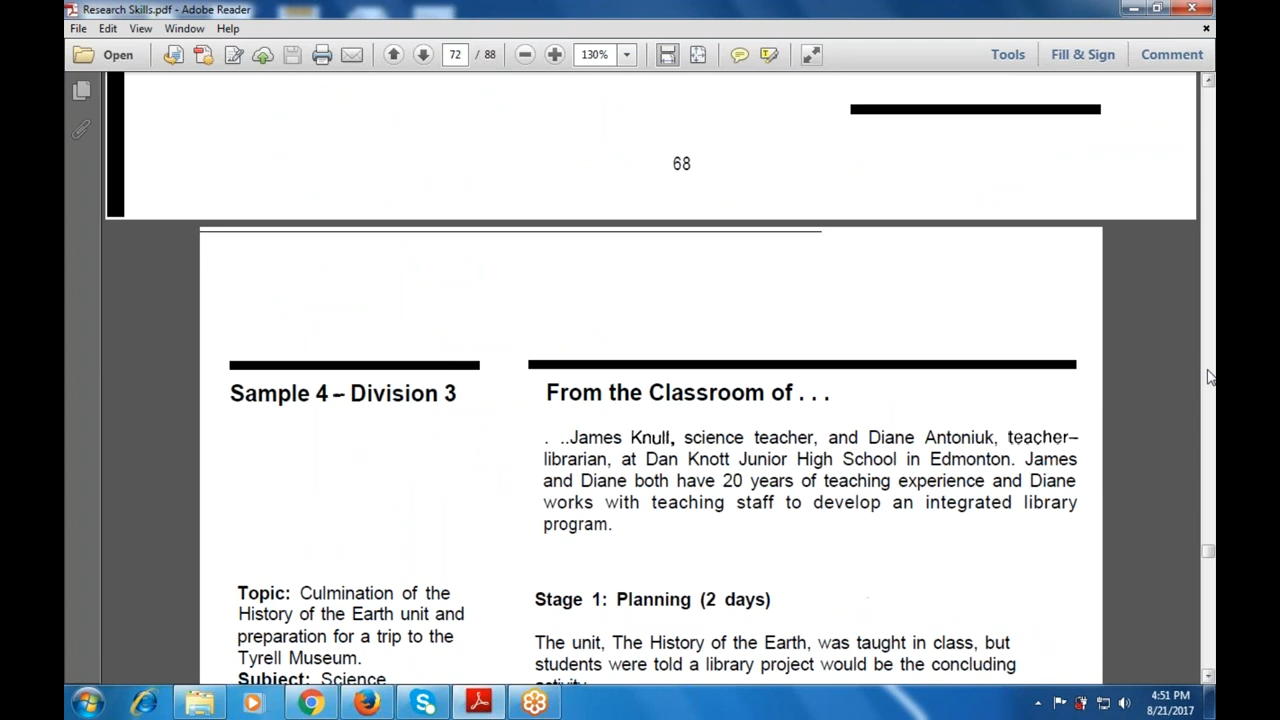 Research Skills.pdf - Adobe Reader
File Edit View Window Help
Open 72 / 88 130% Tools Fill & Sign Comment
68
Sample 4 – Division 3
From the Classroom of . . .
. ..James Knull, science teacher, and Diane Antoniuk, teacher–
librarian, at Dan Knott Junior High School in Edmonton. James
and Diane both have 20 years of teaching experience and Diane
works with teaching staff to develop an integrated library
program.
Topic: Culmination of the
History of the Earth unit and
preparation for a trip to the
Tyrell Museum.
Subject: Science
Stage 1: Planning (2 days)
The unit, The History of the Earth, was taught in class, but
students were told a library project would be the concluding
activity.
4:51 PM
8/21/2017